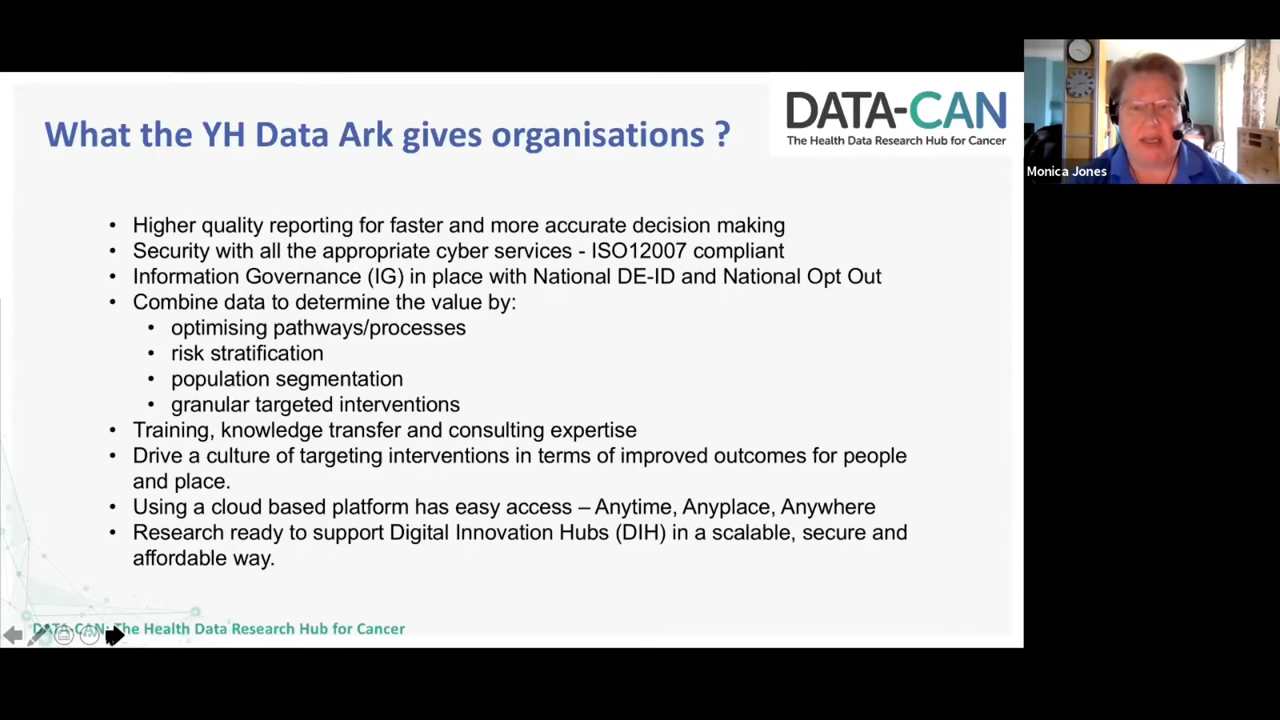 What the YH Data Ark gives organisations ?
DATA-CAN
The Health Data Research Hub for Cancer
Monica Jones
• Higher quality reporting for faster and more accurate decision making
• Security with all the appropriate cyber services - ISO12007 compliant
• Information Governance (IG) in place with National DE-ID and National Opt Out
• Combine data to determine the value by:
• optimising pathways/processes
• risk stratification
• population segmentation
• granular targeted interventions
• Training, knowledge transfer and consulting expertise
• Drive a culture of targeting interventions in terms of improved outcomes for people
and place.
• Using a cloud based platform has easy access – Anytime, Anyplace, Anywhere
• Research ready to support Digital Innovation Hubs (DIH) in a scalable, secure and
affordable way.
DATA-CAN: The Health Data Research Hub for Cancer